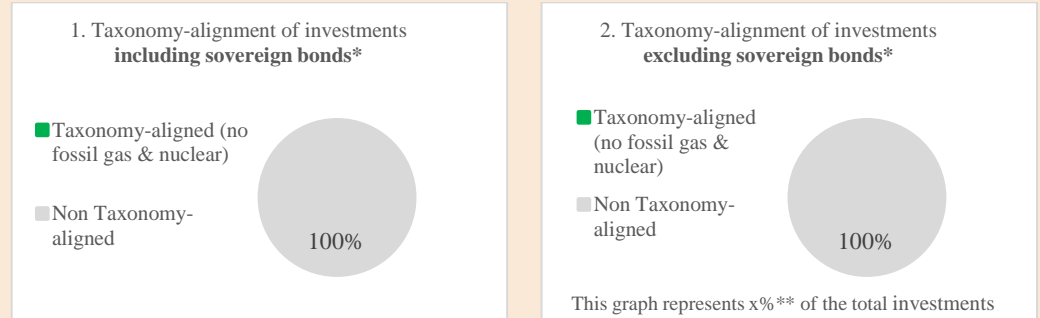 1. Taxonomy-alignment of investments
including sovereign bonds*
Taxonomy-aligned (no
fossil gas & nuclear)
Non Taxonomy-
aligned
100%
2. Taxonomy-alignment of investments
excluding sovereign bonds*
Taxonomy-aligned
(no fossil gas &
nuclear)
Non Taxonomy-
aligned
100%
This graph represents x%** of the total investments